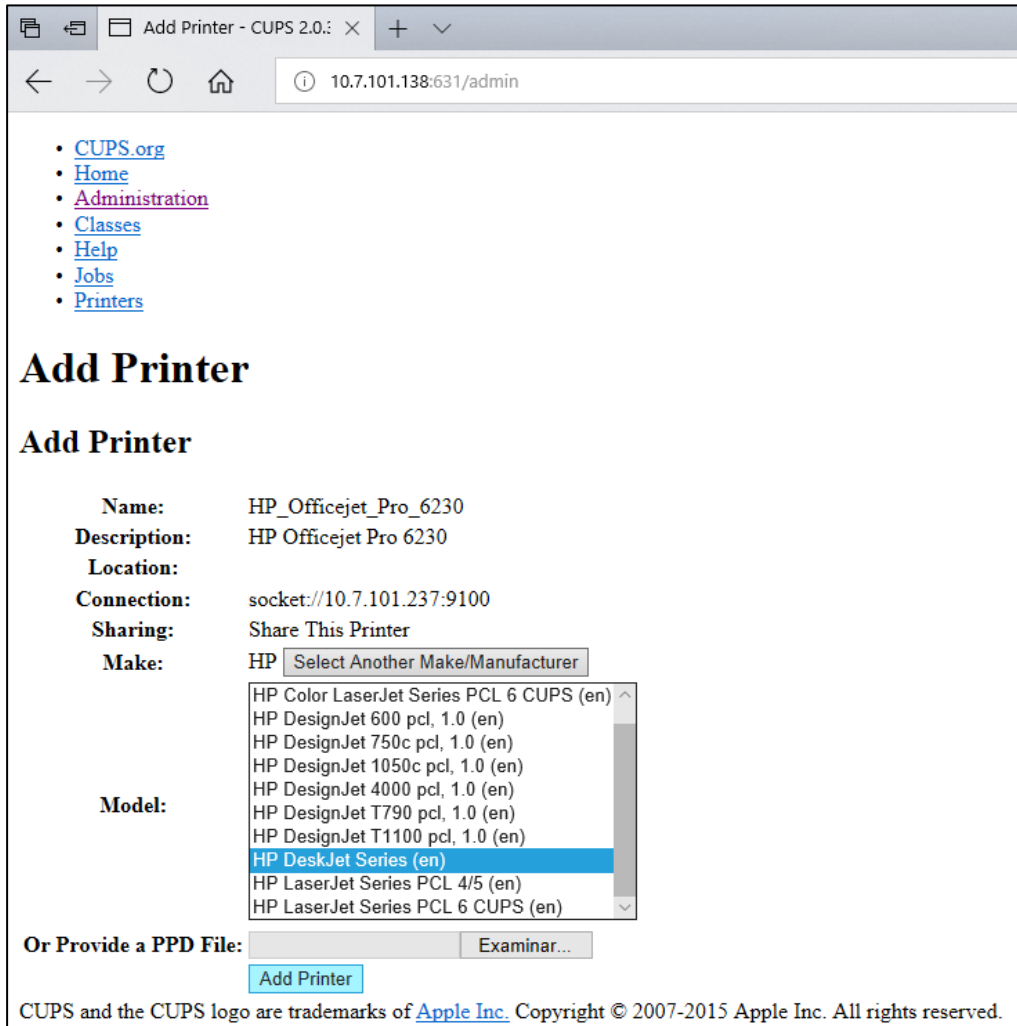 Add Printer - CUPS 2.0.3
10.7.101.138:631/admin
• CUPS.org
• Home
• Administration
• Classes
• Help
• Jobs
• Printers
Add Printer
Add Printer
Name: HP_Officejet_Pro_6230
Description: HP Officejet Pro 6230
Location:
Connection: socket://10.7.101.237:9100
Sharing: Share This Printer
Make: HP Select Another Make/Manufacturer
Model:
HP Color LaserJet Series PCL 6 CUPS (en)
HP DesignJet 600 pcl, 1.0 (en)
HP DesignJet 750c pcl, 1.0 (en)
HP DesignJet 1050c pcl, 1.0 (en)
HP DesignJet 4000 pcl, 1.0 (en)
HP DesignJet T790 pcl, 1.0 (en)
HP DesignJet T1100 pcl, 1.0 (en)
HP DeskJet Series (en)
HP LaserJet Series PCL 4/5 (en)
HP LaserJet Series PCL 6 CUPS (en)
Or Provide a PPD File: Examinar...
Add Printer
CUPS and the CUPS logo are trademarks of Apple Inc. Copyright © 2007-2015 Apple Inc. All rights reserved.